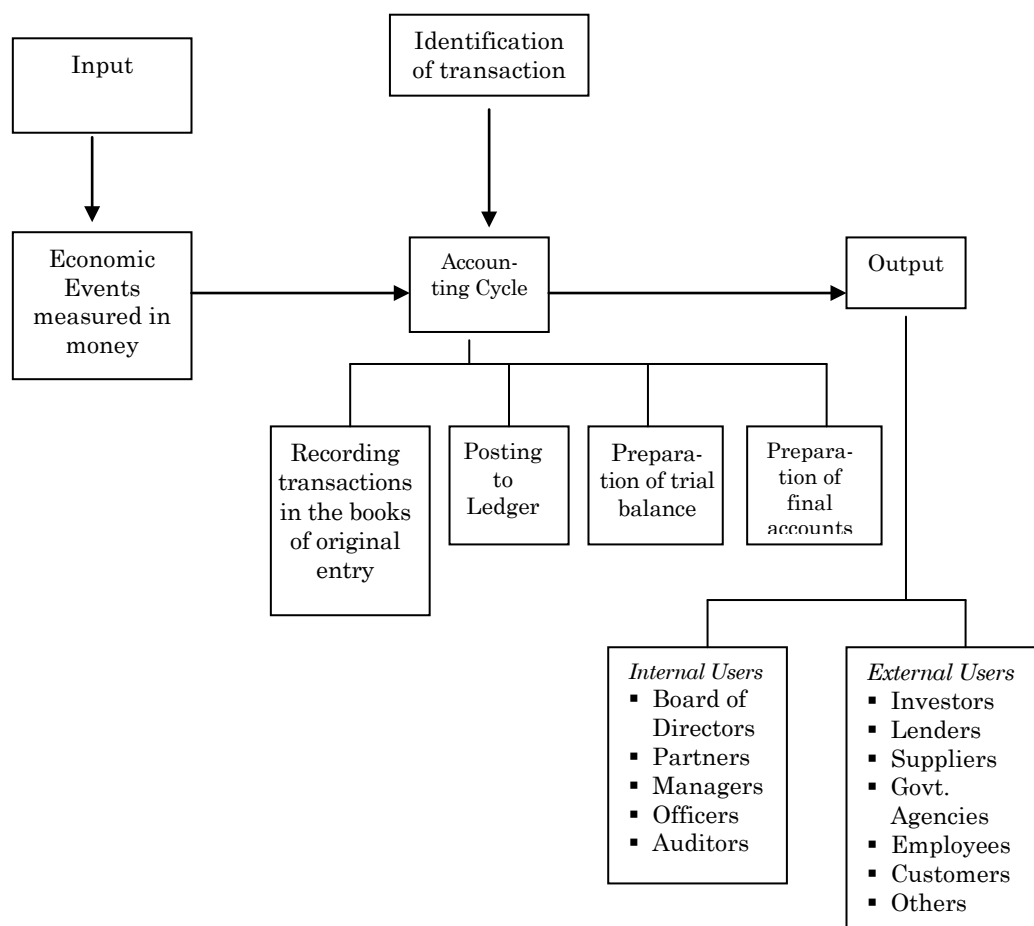 Input
Identification
of transaction
Economic
Events
measured in
money
Accoun-
ting Cycle
Output
Recording
transactions
in the books
of original
entry
Posting
to
Ledger
Prepara-
tion of trial
balance
Prepara-
tion of
final
accounts
Internal Users
▪ Board of
Directors
▪ Partners
▪ Managers
▪ Officers
▪ Auditors
External Users
▪ Investors
▪ Lenders
▪ Suppliers
▪ Govt.
Agencies
▪ Employees
▪ Customers
▪ Others